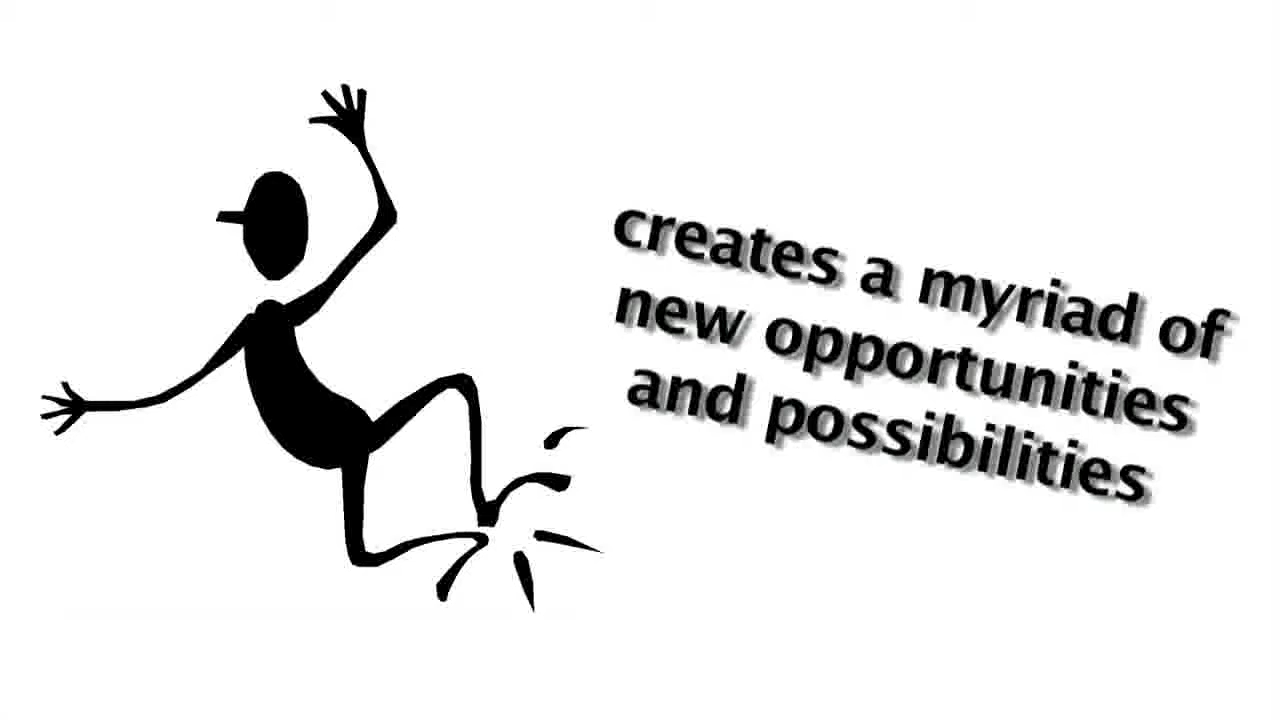 creates a myriad of
new opportunities
and possibilities